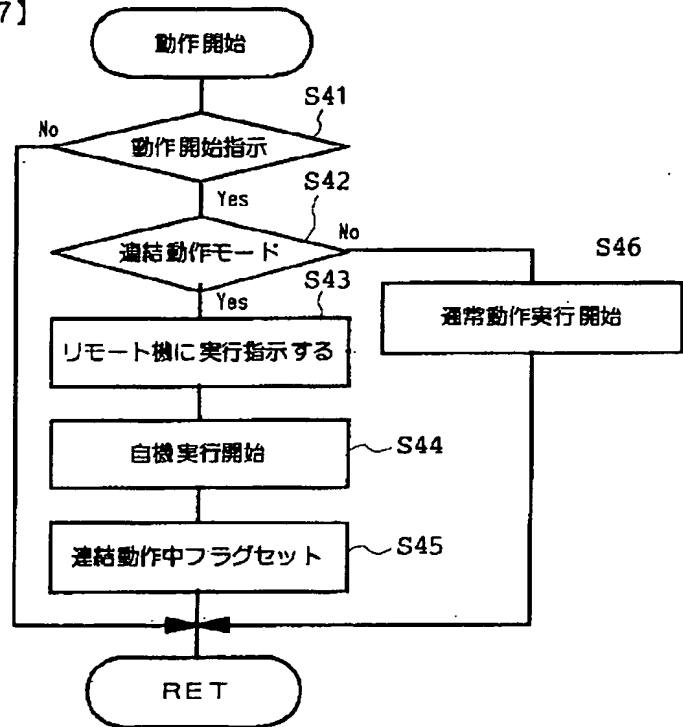 7】
動作開始
S41
No
動作開始指示
S42
Yes
No
連結動作モード
S46
S43
Yes
通常動作実行開始
リモート機に実行指示する
自機実行開始
S44
連結動作中フラグセット
S45
RET